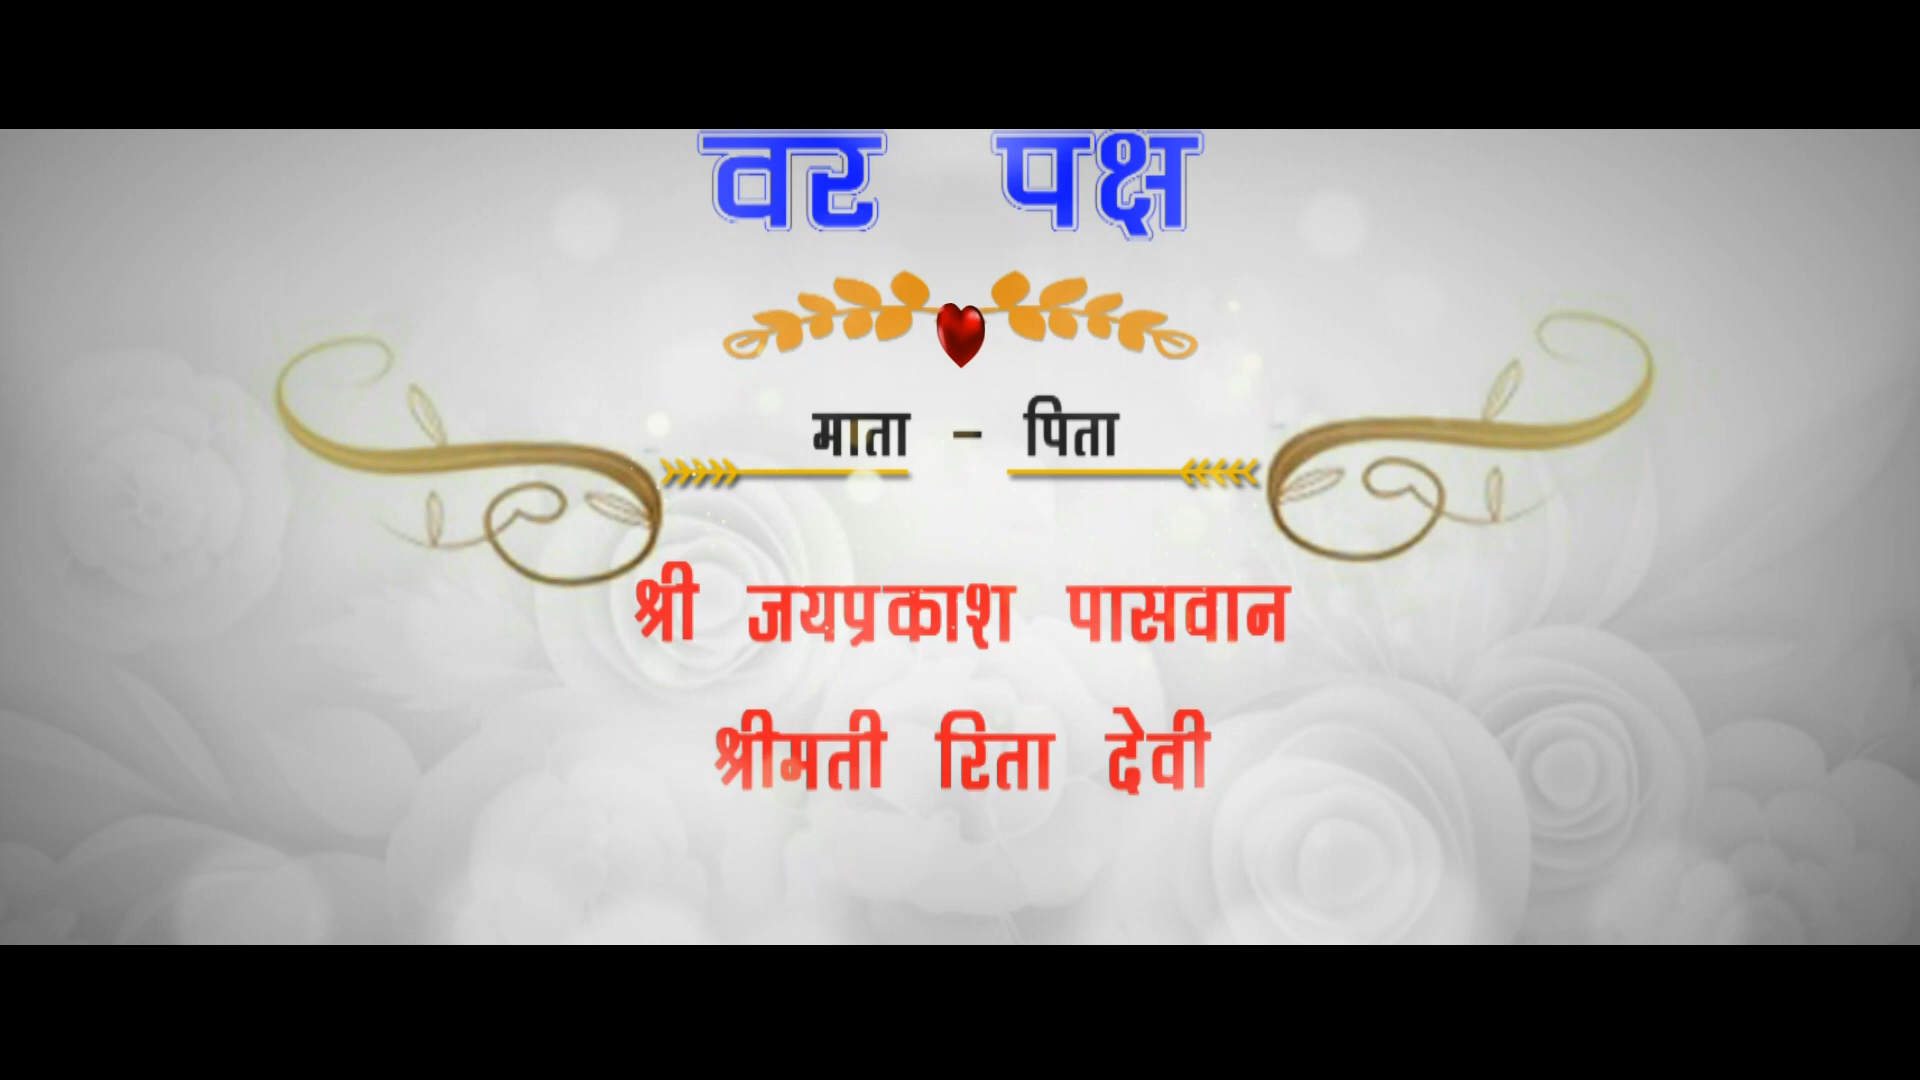 वर पक्ष
माता - पिता
श्री जयप्रकाश पासवान
श्रीमती रिता देवी